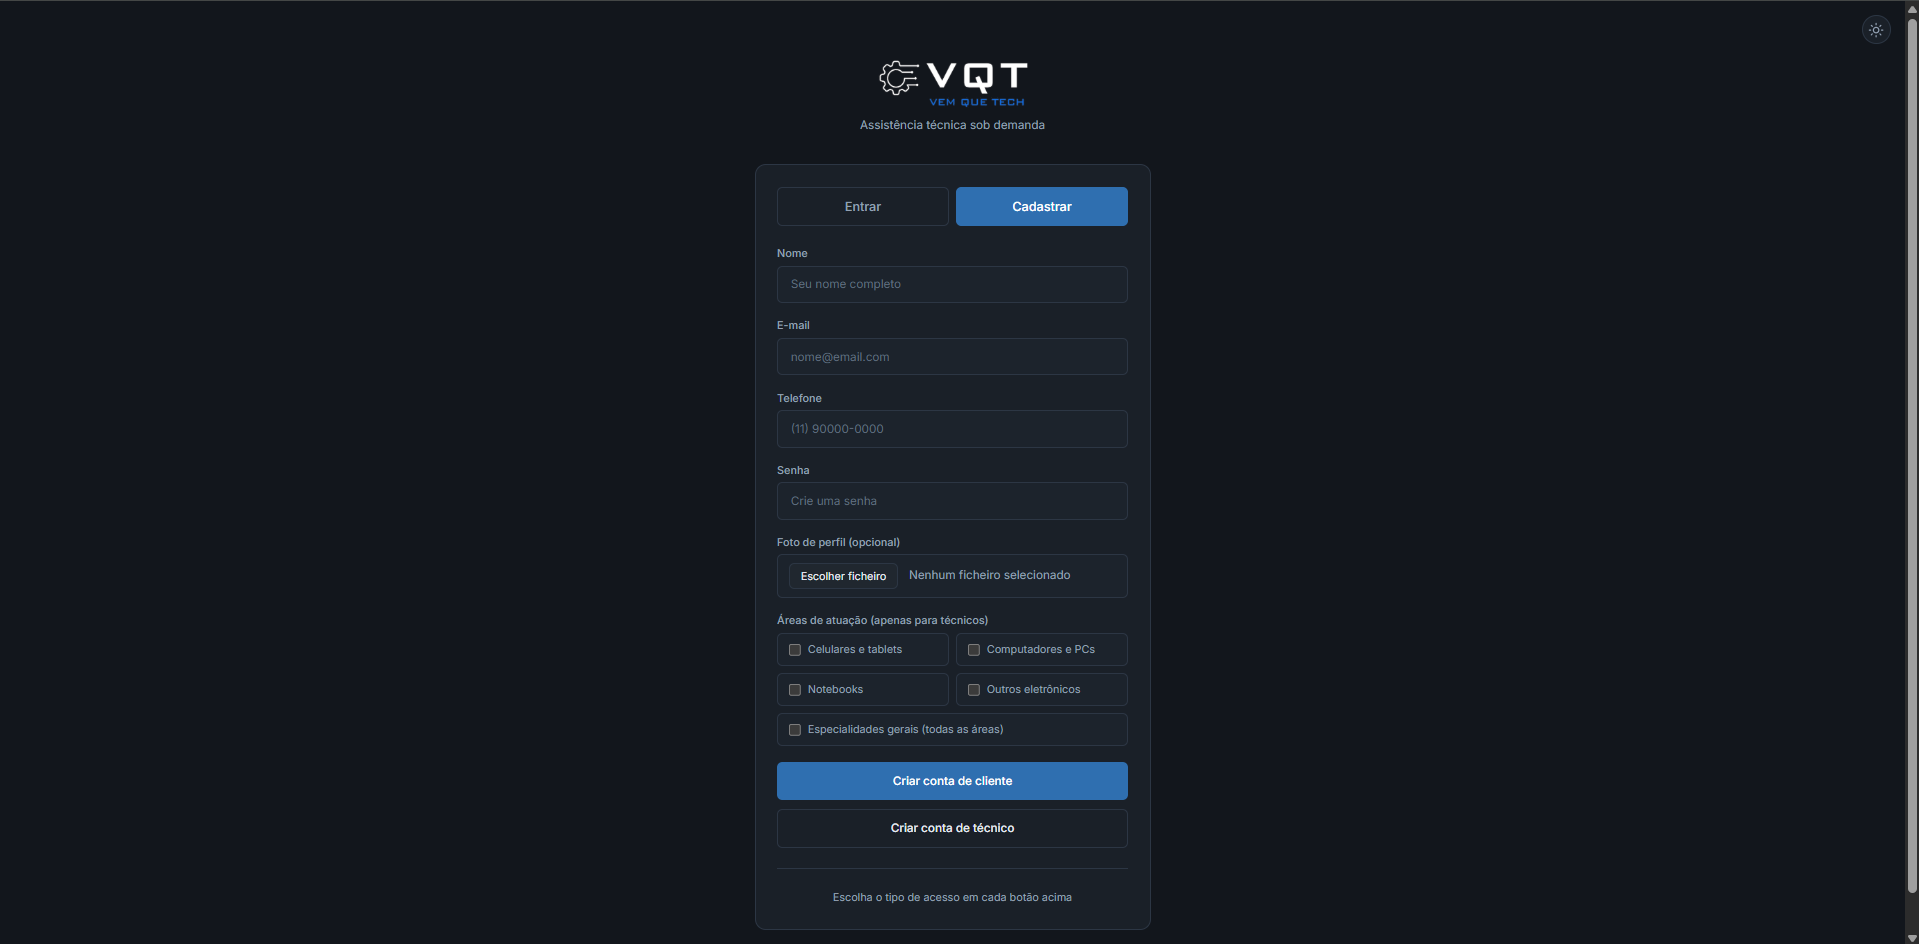 VQT
VEM QUE TECH
Assistência técnica sob demanda
Entrar
Cadastrar
Nome
Seu nome completo
E-mail
nome@email.com
Telefone
(11) 90000-0000
Senha
Crie uma senha
Foto de perfil (opcional)
Escolher ficheiro Nenhum ficheiro selecionado
Áreas de atuação (apenas para técnicos)
Celulares e tablets
Computadores e PCs
Notebooks
Outros eletrônicos
Especialidades gerais (todas as áreas)
Criar conta de cliente
Criar conta de técnico
Escolha o tipo de acesso em cada botão acima